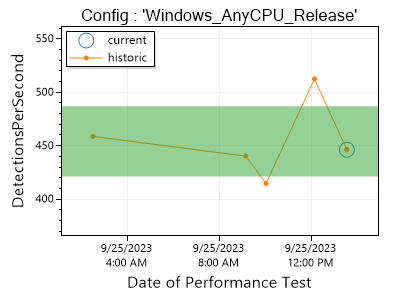 Config : 'Windows_AnyCPU_Release'
current
historic
DetectionsPerSecond
550
500
450
400
9/25/2023
4:00 AM
9/25/2023
8:00 AM
9/25/2023
12:00 PM
Date of Performance Test